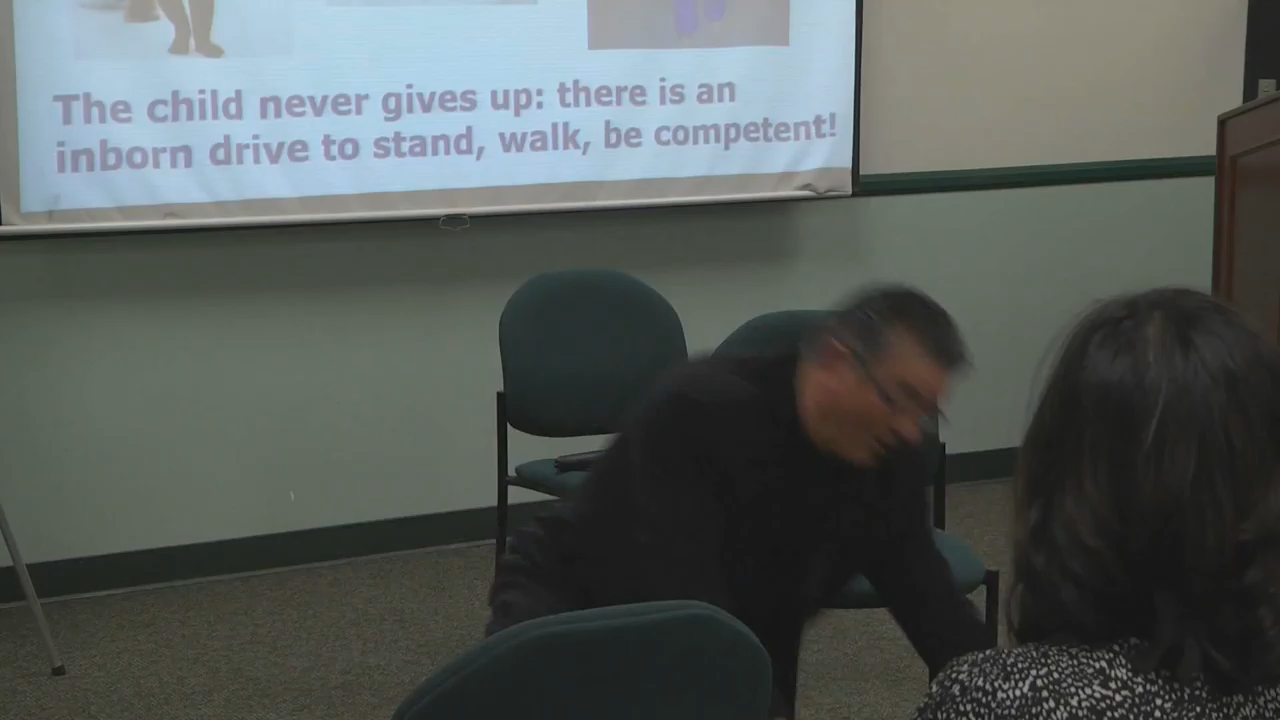 The child never gives up: there is an
inborn drive to stand, walk, be competent!